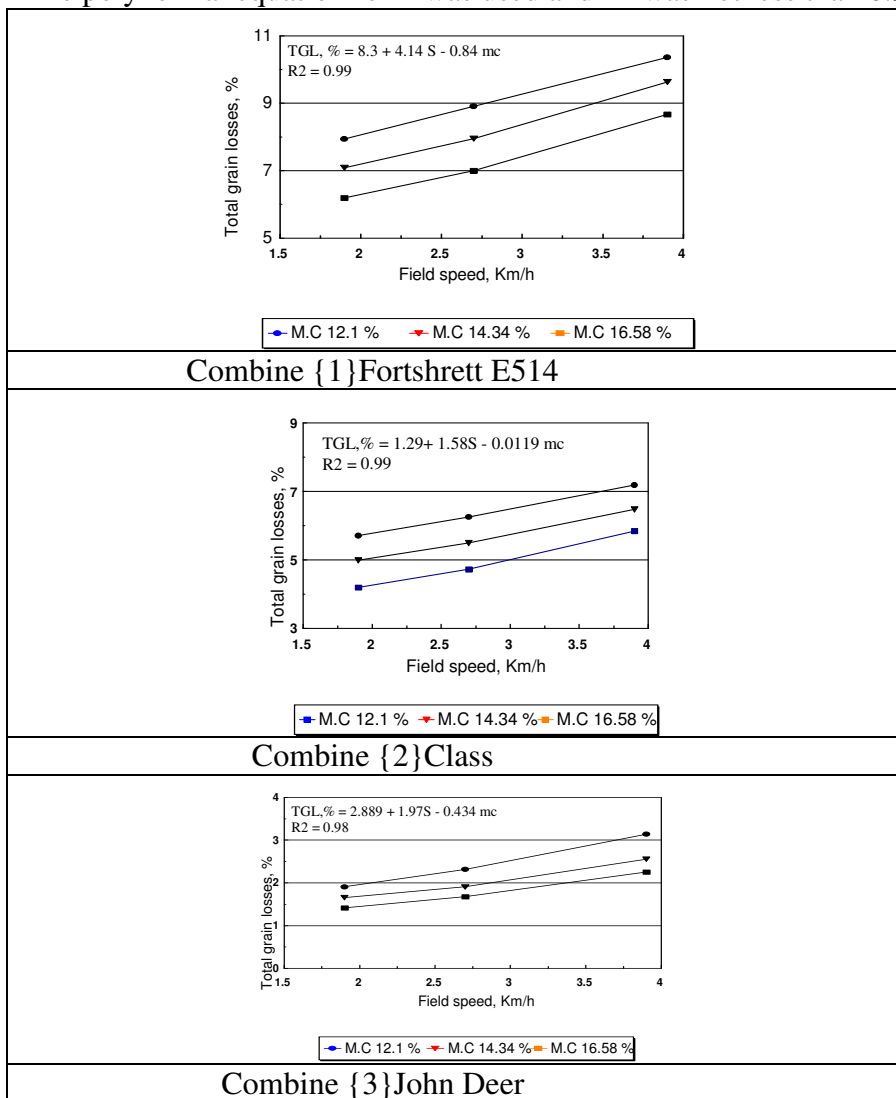 11
TGL, % = 8.3 + 4.14 S - 0.84 mc
R2 = 0.99
9
7
5
Total grain losses, %
1.5 2 2.5 3 3.5 4
Field speed, Km/h
M.C 12.1 % M.C 14.34 % M.C 16.58 %
Combine {1}Fortshrett E514
9
TGL,% = 1.29+ 1.58S - 0.0119 mc
R2 = 0.99
7
5
3
Total grain losses, %
1.5 2 2.5 3 3.5 4
Field speed, Km/h
M.C 12.1 % M.C 14.34 % M.C 16.58 %
Combine {2}Class
4
TGL,% = 2.889 + 1.97S - 0.434 mc
R2 = 0.98
3
2
1
0
Total grain losses, %
1.5 2 2.5 3 3.5 4
Field speed, Km/h
M.C 12.1 % M.C 14.34 % M.C 16.58 %
Combine {3}John Deer